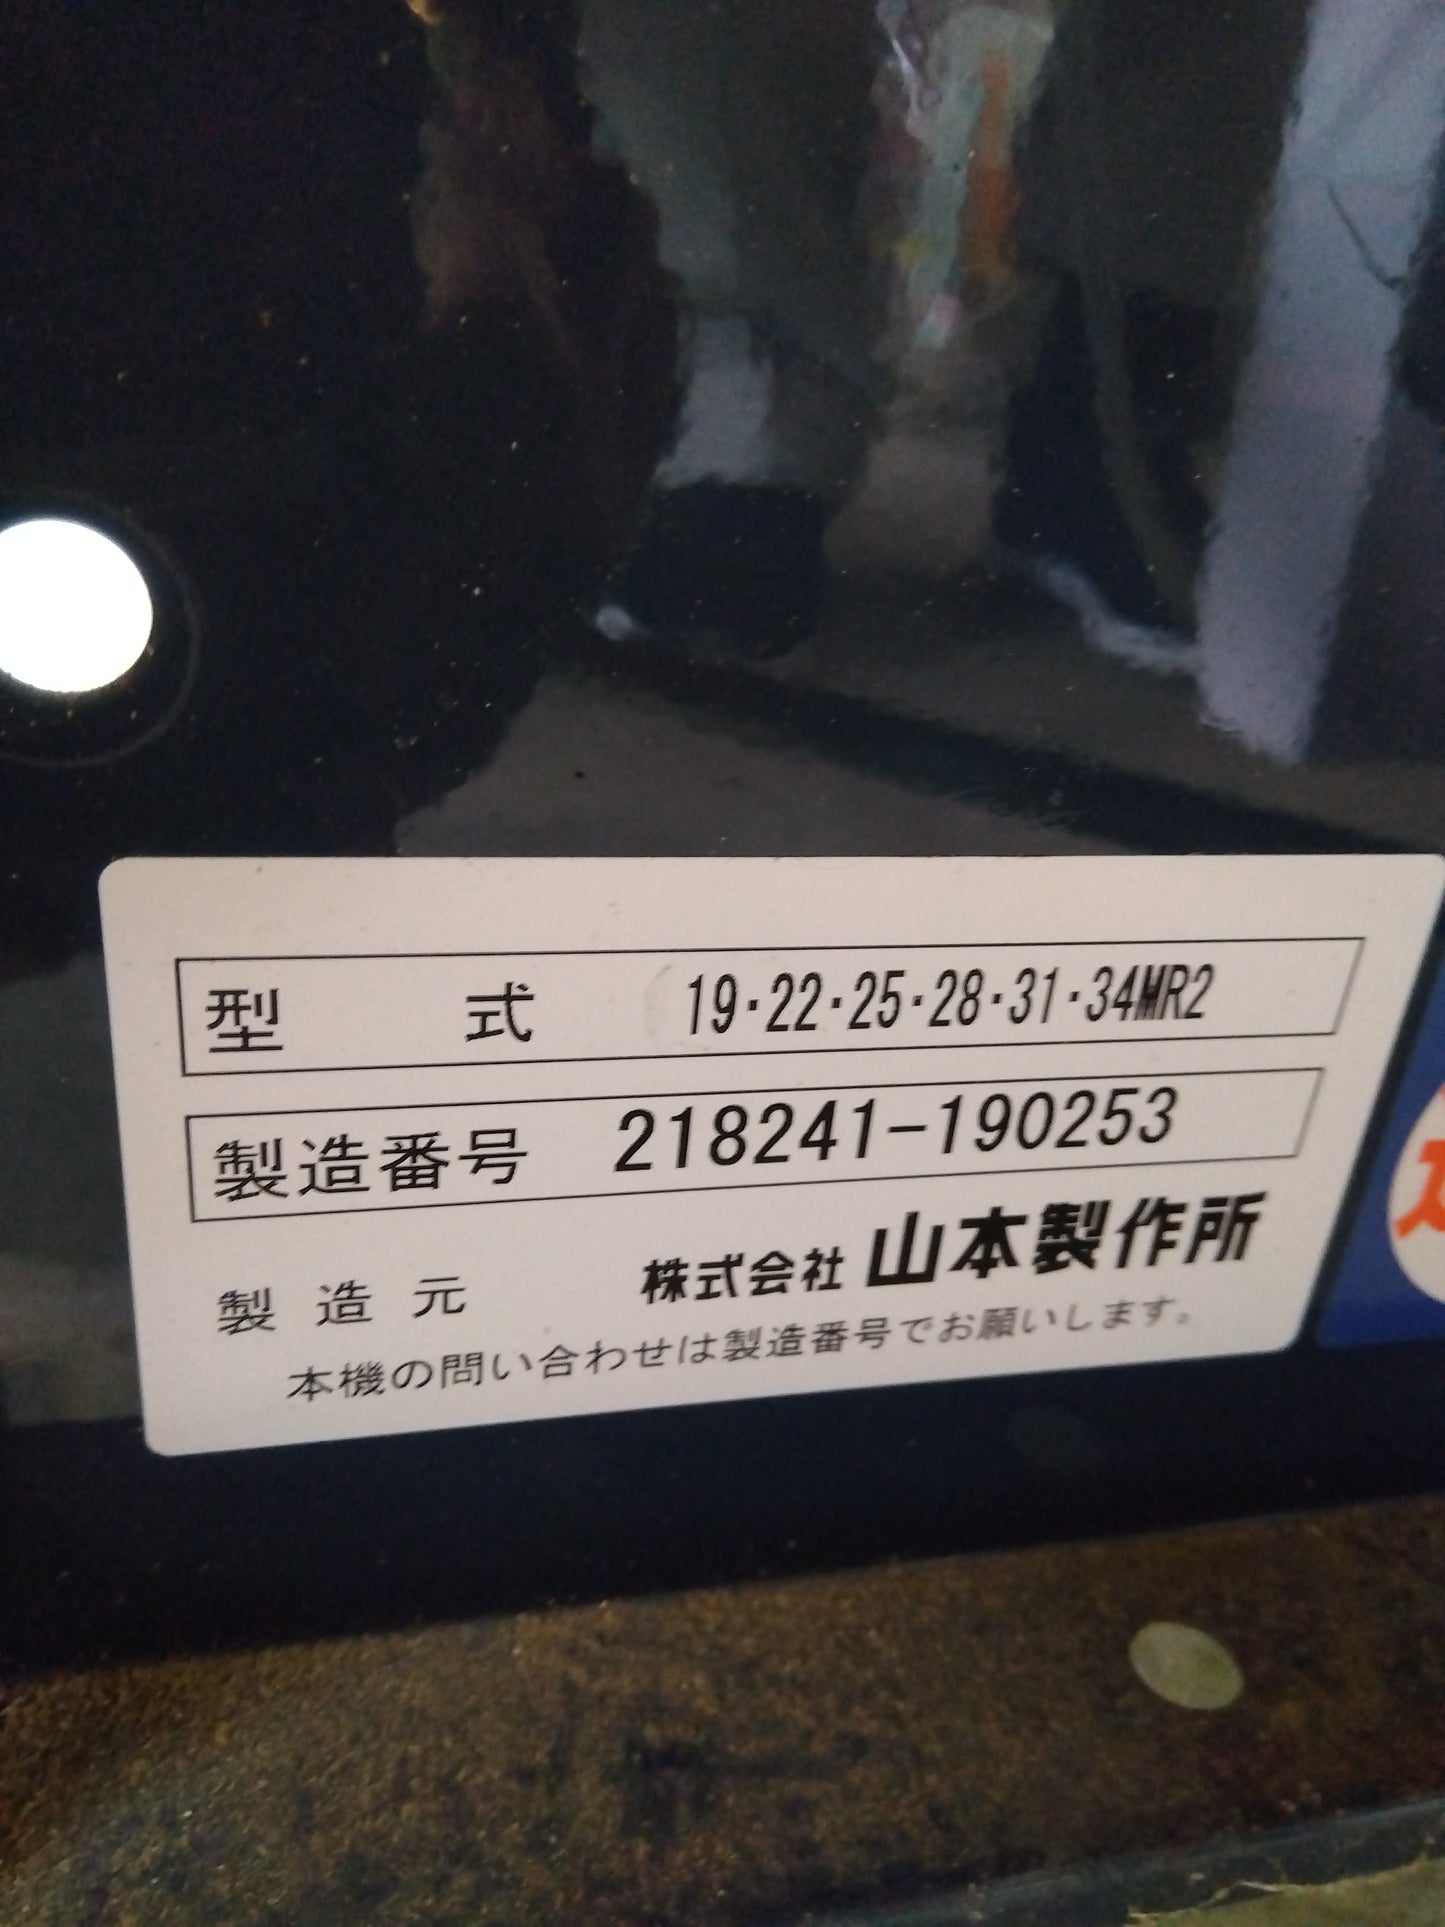 型式 19・22・25・28・31・34MR2
製造番号 218241-190253
製造元 株式会社 山本製作所
本機の問い合わせは製造番号でお願いします。